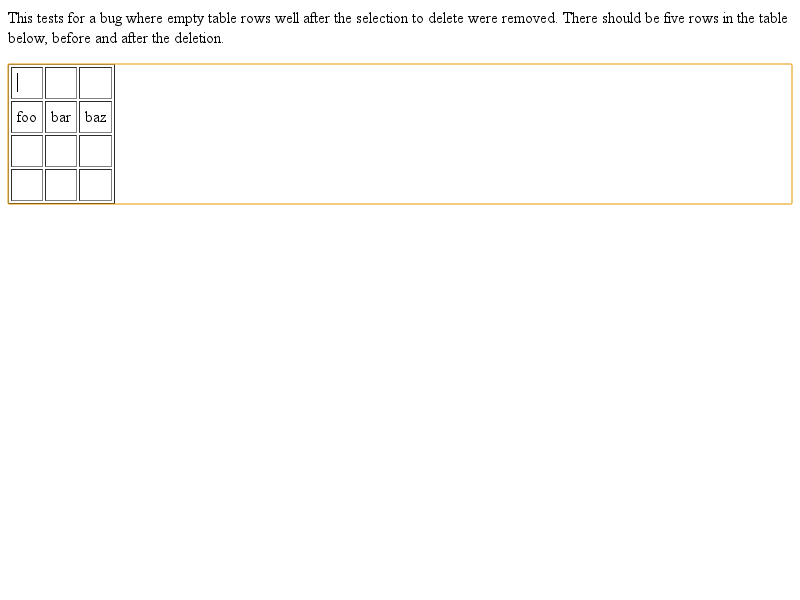 This tests for a bug where empty table rows well after the selection to delete were removed. There should be five rows in the table
below, before and after the deletion.
foo bar baz